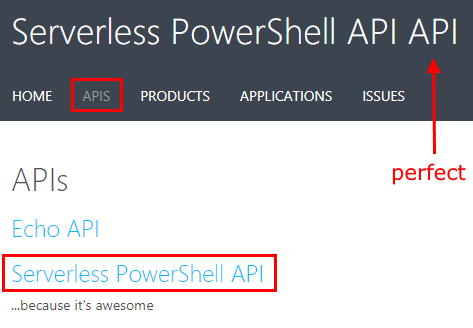 Serverless PowerShell API API
HOME APIS PRODUCTS APPLICATIONS ISSUES
perfect
APIs
Echo API
Serverless PowerShell API
...because it's awesome